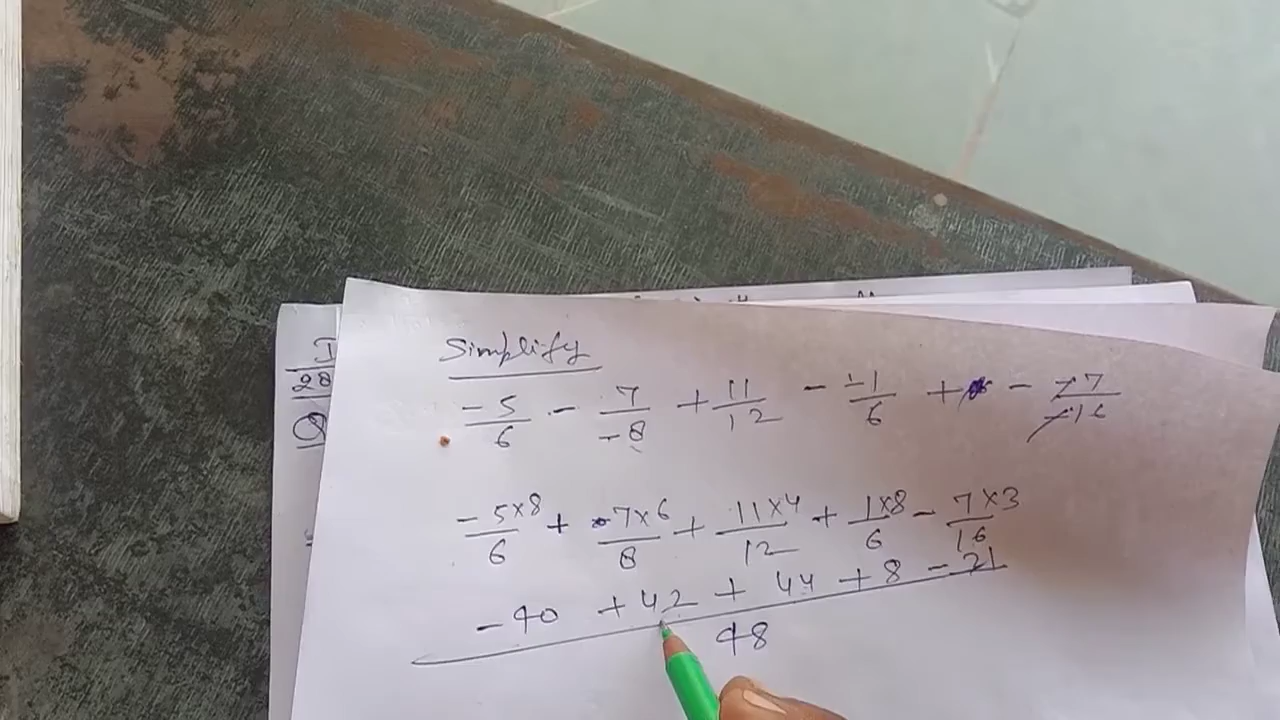 Simplify
-5/6 - 7/-8 + 11/12 - -1/6 + - -7/-16
-5×8/6 + 7×6/8 + 11×4/12 + 1×8/6 - 7×3/16
-40 + 42 + 44 + 8 - 21
48
I
28
Q